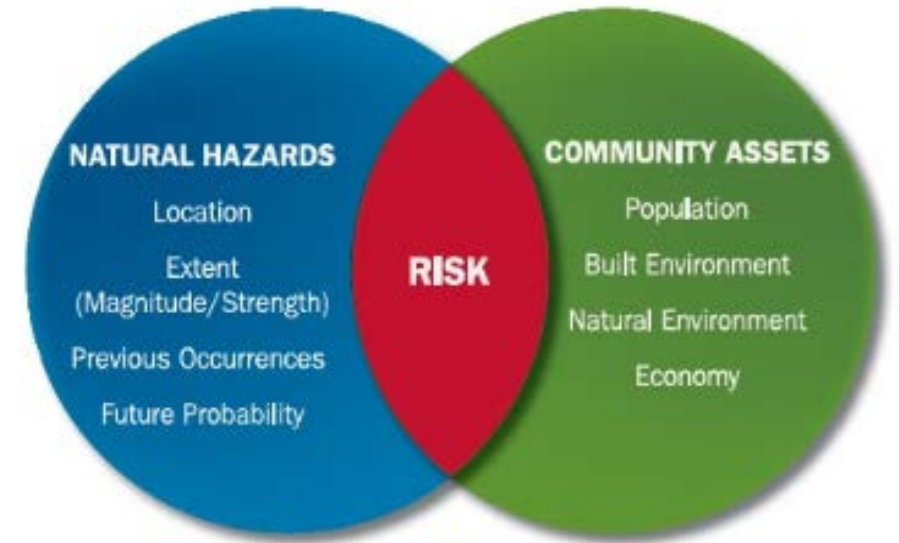 NATURAL HAZARDS
Location
Extent
(Magnitude/Strength)
Previous Occurrences
Future Probability
RISK
COMMUNITY ASSETS
Population
Built Environment
Natural Environment
Economy